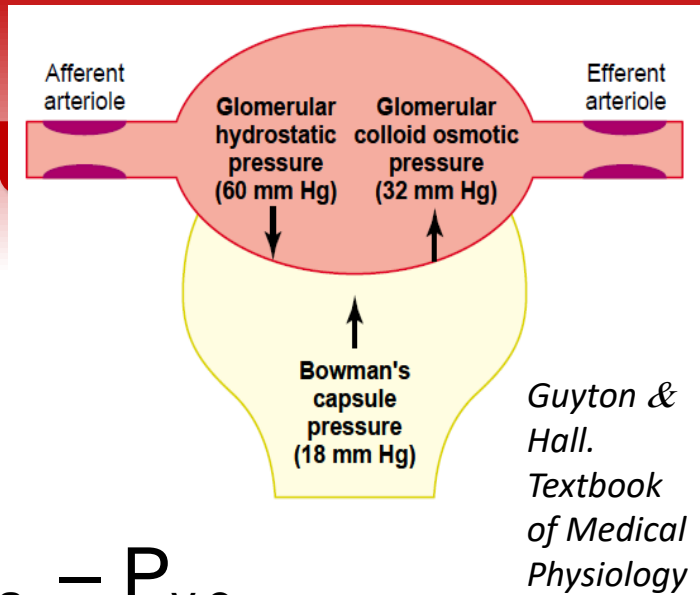 Afferent
arteriole
Efferent
arteriole
Glomerular
hydrostatic
pressure
(60 mm Hg)
Glomerular
colloid osmotic
pressure
(32 mm Hg)
Bowman's
capsule
pressure
(18 mm Hg)
Guyton &
Hall.
Textbook
of Medical
Physiology
– P